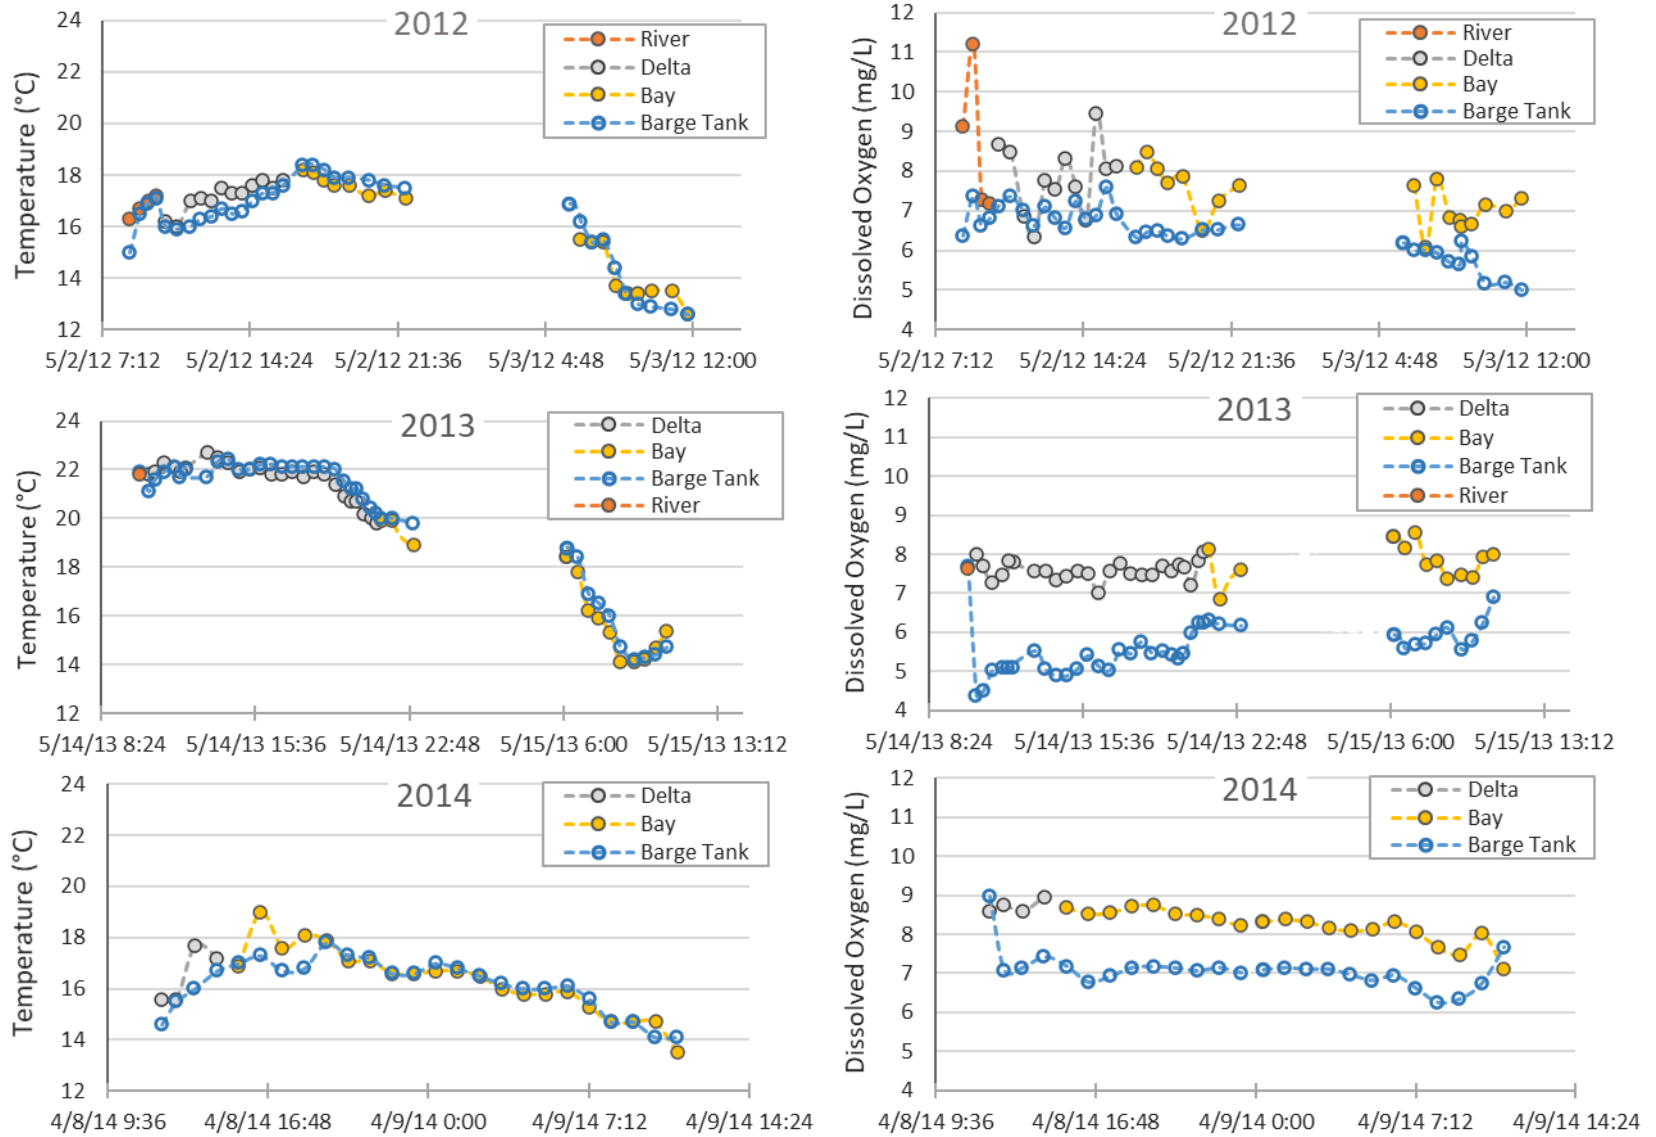 2012
Temperature (°C)
24
22
20
18
16
14
12
River
Delta
Bay
Barge Tank
5/2/12 7:12 5/2/12 14:24 5/2/12 21:36 5/3/12 4:48 5/3/12 12:00
2012
Dissolved Oxygen (mg/L)
12
11
10
9
8
7
6
5
4
River
Delta
Bay
Barge Tank
5/2/12 7:12 5/2/12 14:24 5/2/12 21:36 5/3/12 4:48 5/3/12 12:00
2013
Temperature (°C)
24
22
20
18
16
14
12
Delta
Bay
Barge Tank
River
5/14/13 8:24 5/14/13 15:36 5/14/13 22:48 5/15/13 6:00 5/15/13 13:12
2013
Dissolved Oxygen (mg/L)
12
11
10
9
8
7
6
5
4
Delta
Bay
Barge Tank
River
5/14/13 8:24 5/14/13 15:36 5/14/13 22:48 5/15/13 6:00 5/15/13 13:12
2014
Temperature (°C)
24
22
20
18
16
14
12
Delta
Bay
Barge Tank
4/8/14 9:36 4/8/14 16:48 4/9/14 0:00 4/9/14 7:12 4/9/14 14:24
2014
Dissolved Oxygen (mg/L)
12
11
10
9
8
7
6
5
4
Delta
Bay
Barge Tank
4/8/14 9:36 4/8/14 16:48 4/9/14 0:00 4/9/14 7:12 4/9/14 14:24